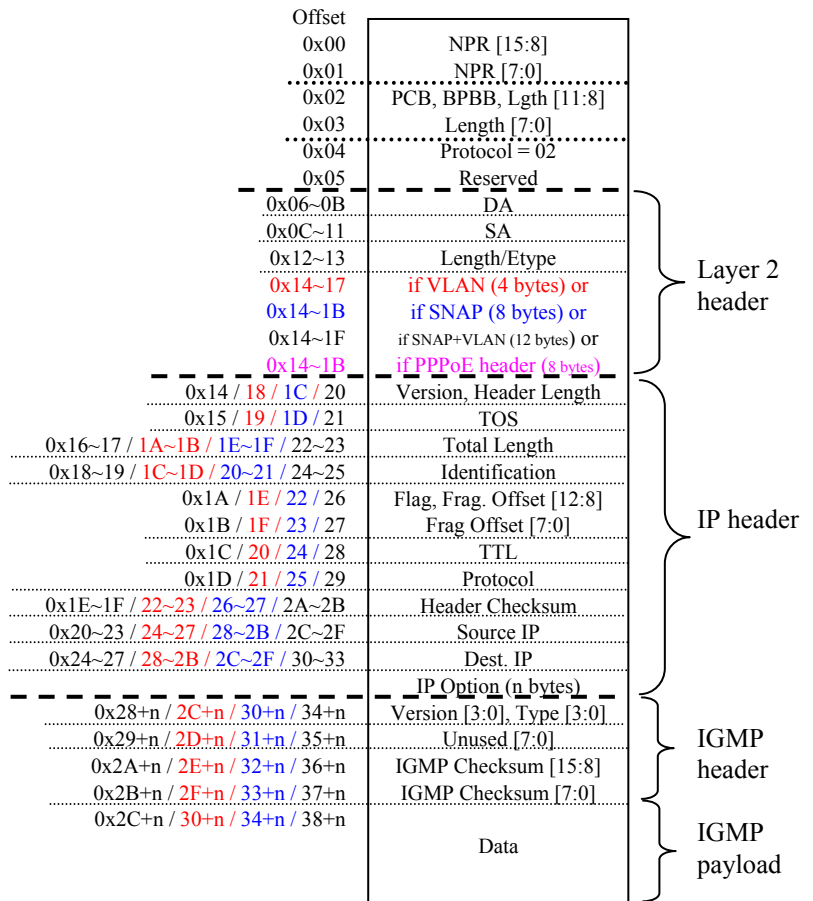 Offset
0x00 NPR [15:8]
0x01 NPR [7:0]
0x02 PCB, BPBB, Lgth [11:8]
0x03 Length [7:0]
0x04 Protocol = 02
0x05 Reserved
0x06~0B DA
0x0C~11 SA
0x12~13 Length/Etype
0x14~17 if VLAN (4 bytes) or
0x14~1B if SNAP (8 bytes) or
0x14~1F if SNAP+VLAN (12 bytes) or
0x14~1B if PPPoE header (8 bytes)
Layer 2
header
0x14 / 18 / 1C / 20 Version, Header Length
0x15 / 19 / 1D / 21 TOS
0x16~17 / 1A~1B / 1E~1F / 22~23 Total Length
0x18~19 / 1C~1D / 20~21 / 24~25 Identification
0x1A / 1E / 22 / 26 Flag, Frag. Offset [12:8]
0x1B / 1F / 23 / 27 Frag Offset [7:0]
0x1C / 20 / 24 / 28 TTL
0x1D / 21 / 25 / 29 Protocol
0x1E~1F / 22~23 / 26~27 / 2A~2B Header Checksum
0x20~23 / 24~27 / 28~2B / 2C~2F Source IP
0x24~27 / 28~2B / 2C~2F / 30~33 Dest. IP
IP Option (n bytes)
IP header
0x28+n / 2C+n / 30+n / 34+n Version [3:0], Type [3:0]
0x29+n / 2D+n / 31+n / 35+n Unused [7:0]
0x2A+n / 2E+n / 32+n / 36+n IGMP Checksum [15:8]
0x2B+n / 2F+n / 33+n / 37+n IGMP Checksum [7:0]
IGMP
header
0x2C+n / 30+n / 34+n / 38+n
Data
IGMP
payload